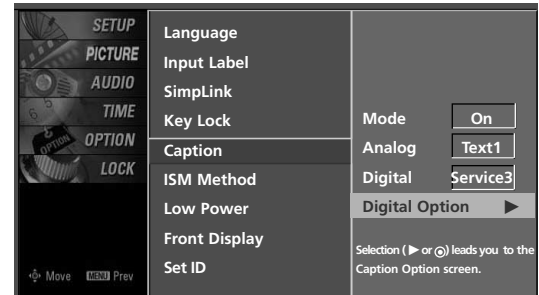 SETUP
PICTURE
AUDIO
TIME
OPTION
LOCK
Move MENU Prev
Language
Input Label
SimpLink
Key Lock
Caption
ISM Method
Low Power
Front Display
Set ID
Mode On
Analog Text1
Digital Service3
Digital Option ▶
Selection ( ▶ or ◉) leads you to the
Caption Option screen.